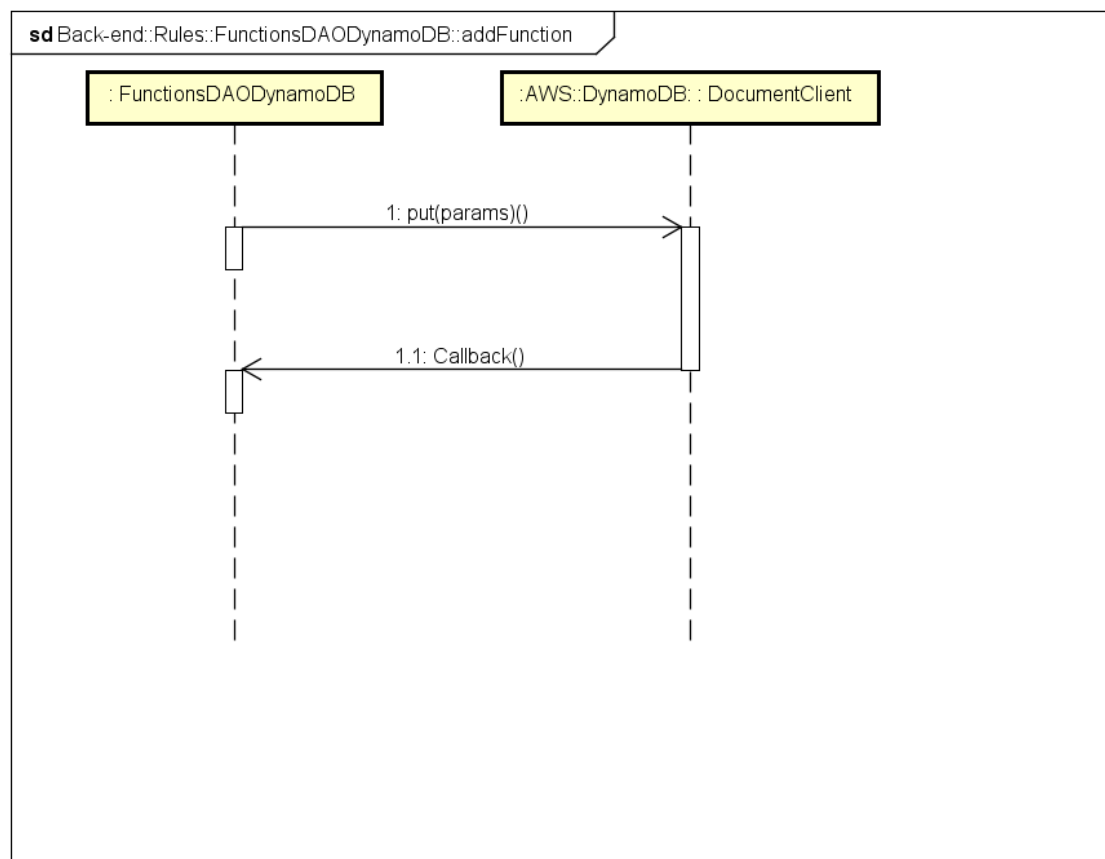 sd Back-end::Rules::FunctionsDAODynamoDB::addFunction
: FunctionsDAODynamoDB
:AWS::DynamoDB: : DocumentClient
1: put(params)()
1.1: Callback()